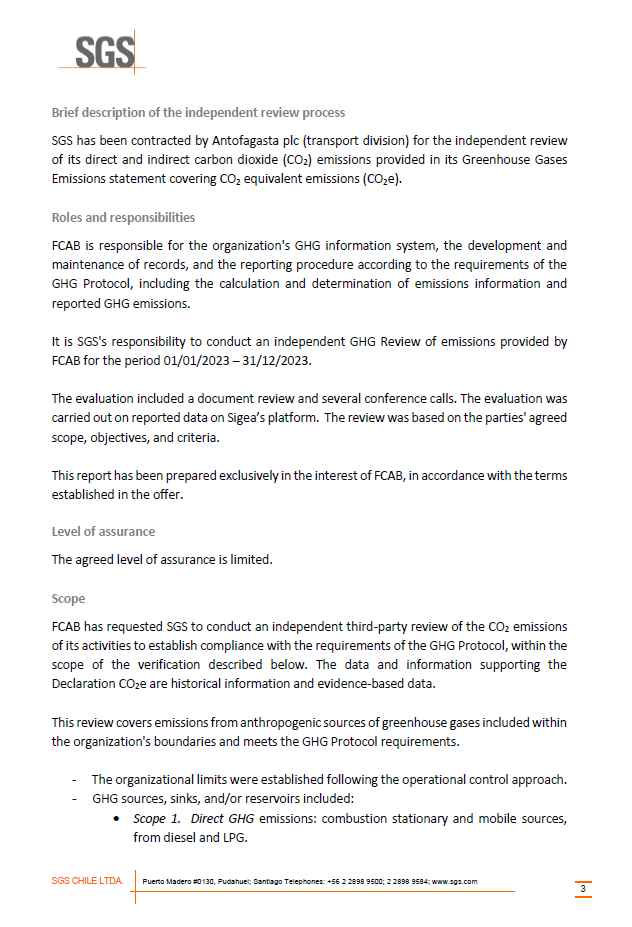 SGS
Brief description of the independent review process
SGS has been contracted by Antofagasta plc (transport division) for the independent review
of its direct and indirect carbon dioxide (CO₂) emissions provided in its Greenhouse Gases
Emissions statement covering CO₂ equivalent emissions (CO₂e).
Roles and responsibilities
FCAB is responsible for the organization's GHG information system, the development and
maintenance of records, and the reporting procedure according to the requirements of the
GHG Protocol, including the calculation and determination of emissions information and
reported GHG emissions.
It is SGS's responsibility to conduct an independent GHG Review of emissions provided by
FCAB for the period 01/01/2023 – 31/12/2023.
The evaluation included a document review and several conference calls. The evaluation was
carried out on reported data on Sigea’s platform. The review was based on the parties' agreed
scope, objectives, and criteria.
This report has been prepared exclusively in the interest of FCAB, in accordance with the terms
established in the offer.
Level of assurance
The agreed level of assurance is limited.
Scope
FCAB has requested SGS to conduct an independent third-party review of the CO₂ emissions
of its activities to establish compliance with the requirements of the GHG Protocol, within the
scope of the verification described below. The data and information supporting the
Declaration CO₂e are historical information and evidence-based data.
This review covers emissions from anthropogenic sources of greenhouse gases included within
the organization's boundaries and meets the GHG Protocol requirements.
- The organizational limits were established following the operational control approach.
- GHG sources, sinks, and/or reservoirs included:
• Scope 1. Direct GHG emissions: combustion stationary and mobile sources,
from diesel and LPG.
SGS CHILE LTDA. Puerto Madero #0130, Pudahuel; Santiago Telephones: +56 2 2898 9500; 2 2898 9584; www.sgs.com
3